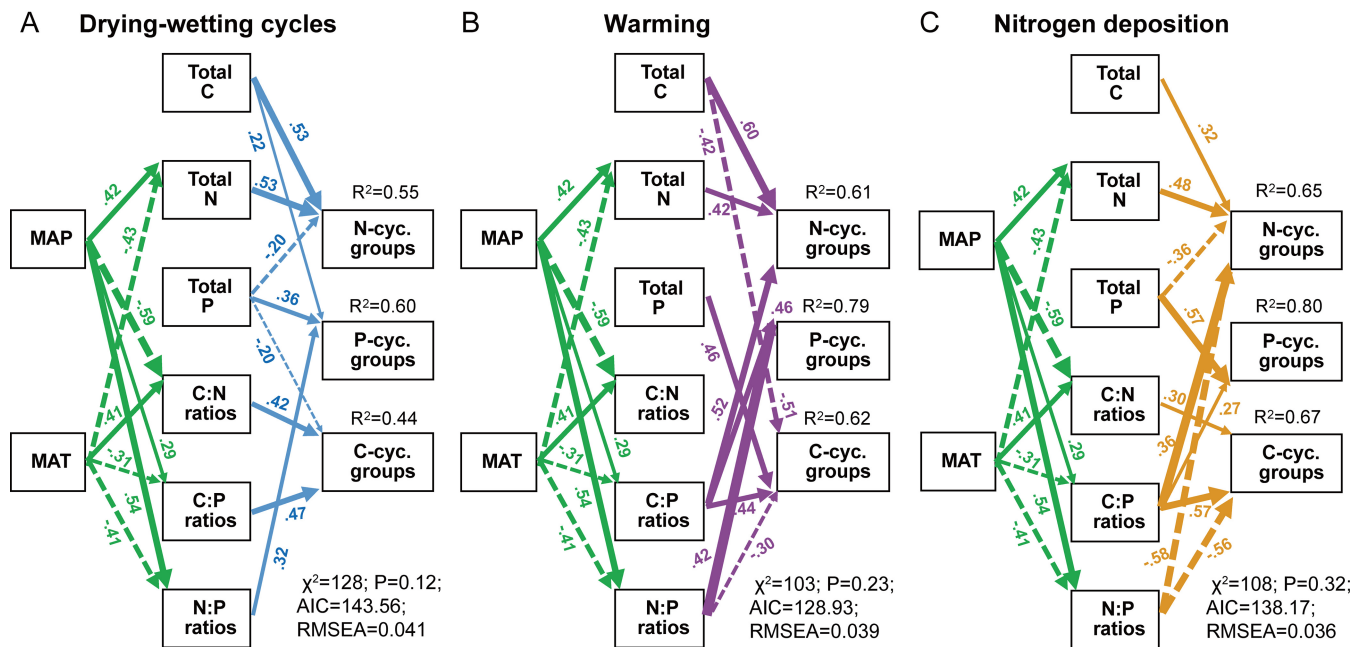 A Drying-wetting cycles
Total
C
.53
.22
.42
Total
N
.53
R²=0.55
-.43
MAP
N-cyc.
groups
-.20
Total
P
.36
R²=0.60
-.59
P-cyc.
groups
-.20
C:N
ratios
.42
R²=0.44
.41
.29
MAT
C-cyc.
groups
-.31
C:P
ratios
.47
.54
-.41
.32
N:P
ratios
χ²=128; P=0.12;
AIC=143.56;
RMSEA=0.041
B Warming
Total
C
.60
-.42
.42
Total
N
.42
R²=0.61
-.43
MAP
N-cyc.
groups
Total
P
.46
R²=0.79
-.59
.46
P-cyc.
groups
C:N
ratios
.52
-.51
R²=0.62
.41
.29
MAT
C-cyc.
groups
-.31
C:P
ratios
.44
.54
-.41
.42
-.30
N:P
ratios
χ²=103; P=0.23;
AIC=128.93;
RMSEA=0.039
C Nitrogen deposition
Total
C
.32
.42
Total
N
.48
R²=0.65
-.43
MAP
N-cyc.
groups
-.36
Total
P
.57
R²=0.80
-.59
P-cyc.
groups
C:N
ratios
.30
.27
R²=0.67
.41
.29
.36
MAT
C-cyc.
groups
-.31
C:P
ratios
.57
.54
-.41
-.58
-.56
N:P
ratios
χ²=108; P=0.32;
AIC=138.17;
RMSEA=0.036